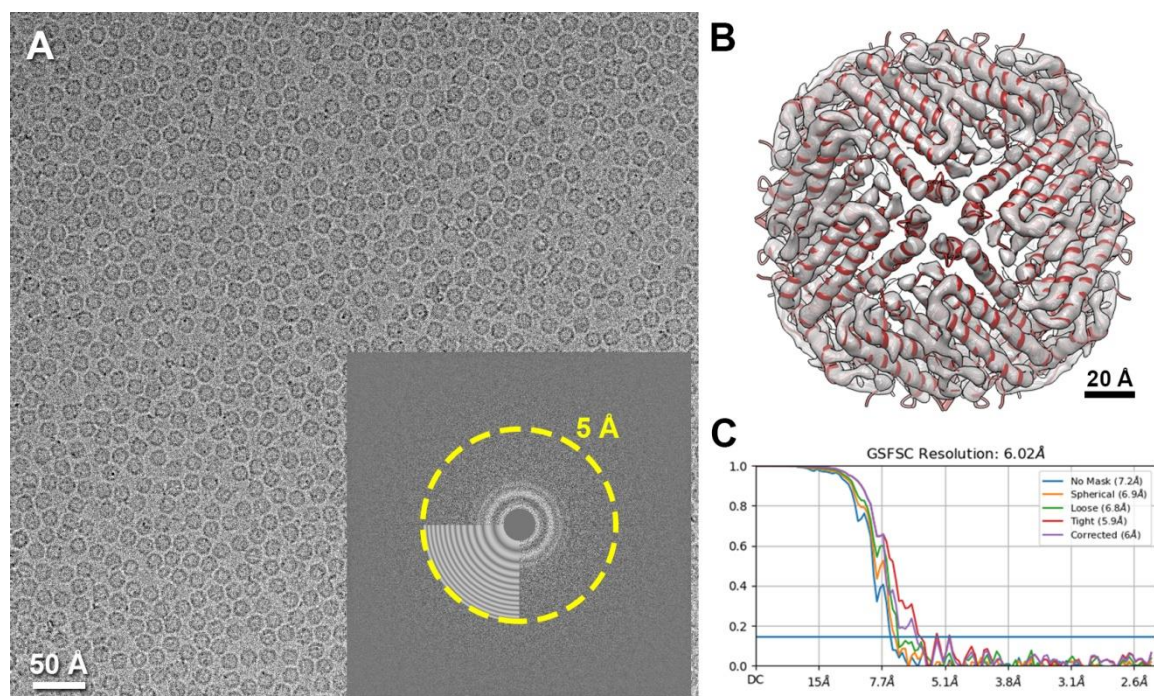 A
5 Å
50 Å
B
20 Å
C
GSFSC Resolution: 6.02Å
1.0
0.8
0.6
0.4
0.2
0.0
No Mask (7.2Å)
Spherical (6.9Å)
Loose (6.8Å)
Tight (5.9Å)
Corrected (6Å)
DC 15Å 7.7Å 5.1Å 3.8Å 3.1Å 2.6Å